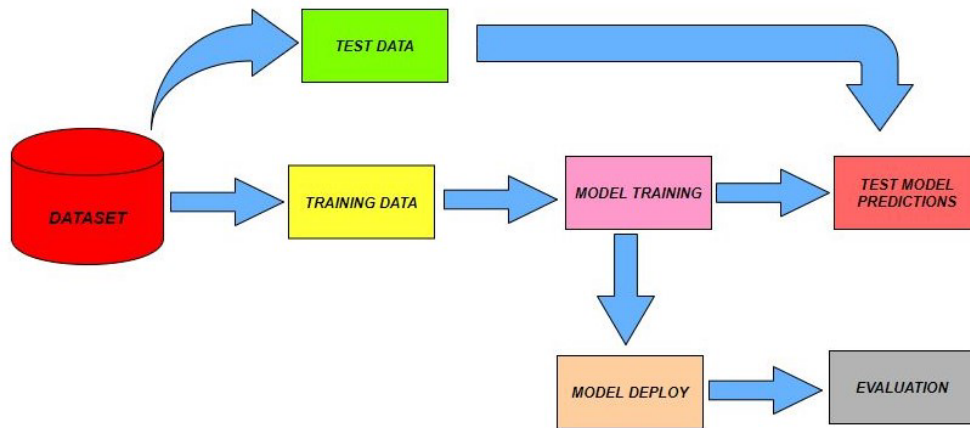 TEST DATA
DATASET
TRAINING DATA
MODEL TRAINING
TEST MODEL
PREDICTIONS
MODEL DEPLOY
EVALUATION